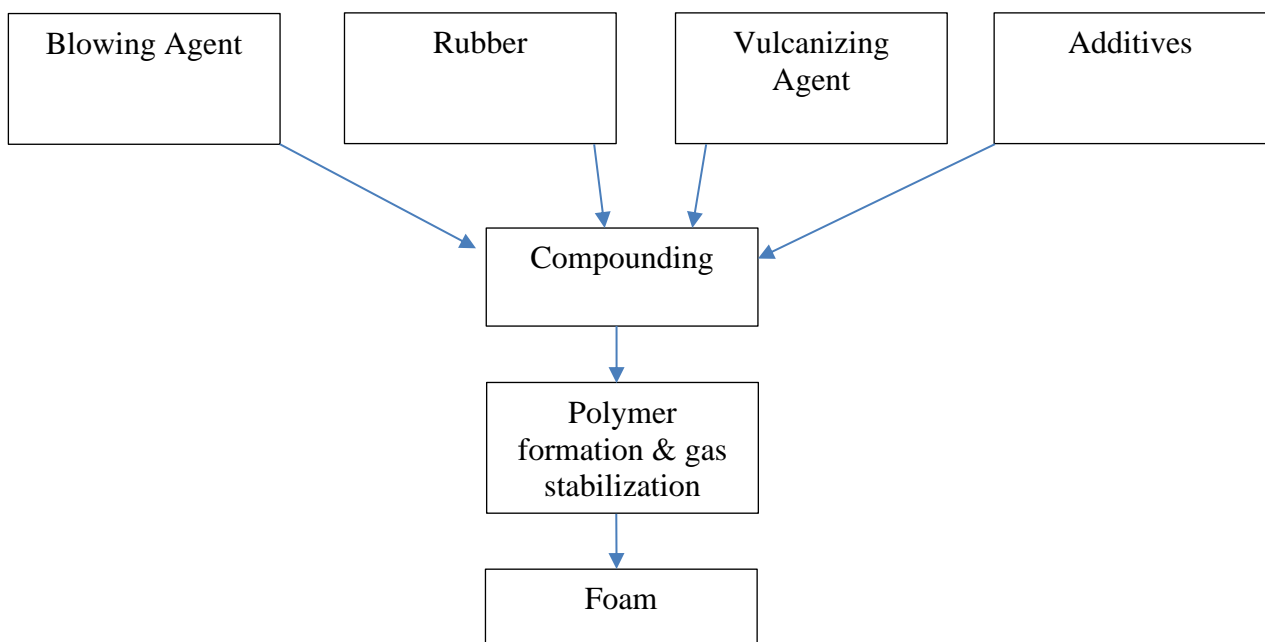 Blowing Agent
Rubber
Vulcanizing
Agent
Additives
Compounding
Polymer
formation & gas
stabilization
Foam